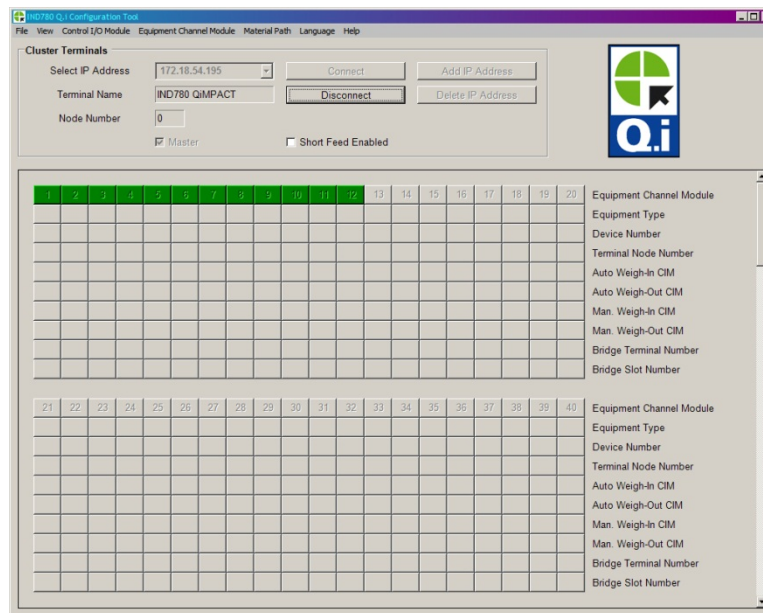 IND780 Q.i Configuration Tool
File View Control I/O Module Equipment Channel Module Material Path Language Help
Cluster Terminals
Select IP Address 172.18.54.195 Connect Add IP Address
Terminal Name IND780 QiMPACT Disconnect Delete IP Address
Node Number 0
Master Short Feed Enabled
Q.i
1 2 3 4 5 6 7 8 9 10 11 12 13 14 15 16 17 18 19 20 Equipment Channel Module
Equipment Type
Device Number
Terminal Node Number
Auto Weigh-In CIM
Auto Weigh-Out CIM
Man. Weigh-In CIM
Man. Weigh-Out CIM
Bridge Terminal Number
Bridge Slot Number
21 22 23 24 25 26 27 28 29 30 31 32 33 34 35 36 37 38 39 40 Equipment Channel Module
Equipment Type
Device Number
Terminal Node Number
Auto Weigh-In CIM
Auto Weigh-Out CIM
Man. Weigh-In CIM
Man. Weigh-Out CIM
Bridge Terminal Number
Bridge Slot Number